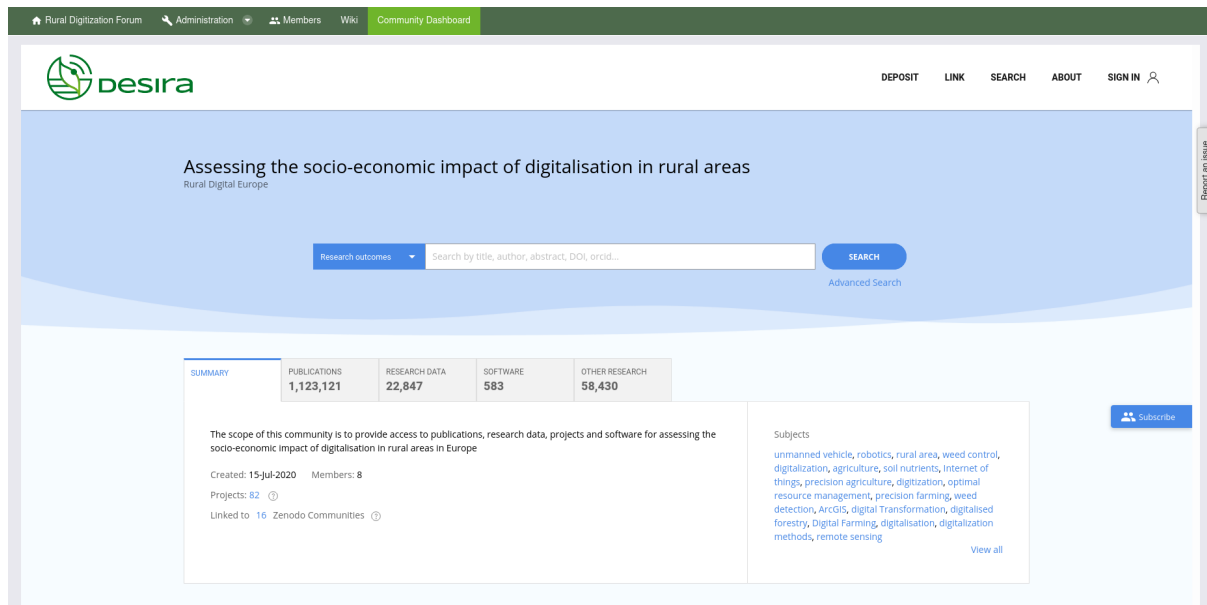 Rural Digitization Forum Administration Members Wiki Community Dashboard
Desira
DEPOSIT LINK SEARCH ABOUT SIGN IN
Report an issue
Assessing the socio-economic impact of digitalisation in rural areas
Rural Digital Europe
Research outcomes Search by title, author, abstract, DOI, orcid... SEARCH
Advanced Search
SUMMARY PUBLICATIONS RESEARCH DATA SOFTWARE OTHER RESEARCH
1,123,121 22,847 583 58,430
Subscribe
The scope of this community is to provide access to publications, research data, projects and software for assessing the
socio-economic impact of digitalisation in rural areas in Europe
Created: 15-Jul-2020 Members: 8
Projects: 82 ?
Linked to 16 Zenodo Communities ?
Subjects
unmanned vehicle, robotics, rural area, weed control,
digitalization, agriculture, soil nutrients, Internet of
things, precision agriculture, digitization, optimal
resource management, precision farming, weed
detection, ArcGIS, digital Transformation, digitalised
forestry, Digital Farming, digitalisation, digitalization
methods, remote sensing
View all